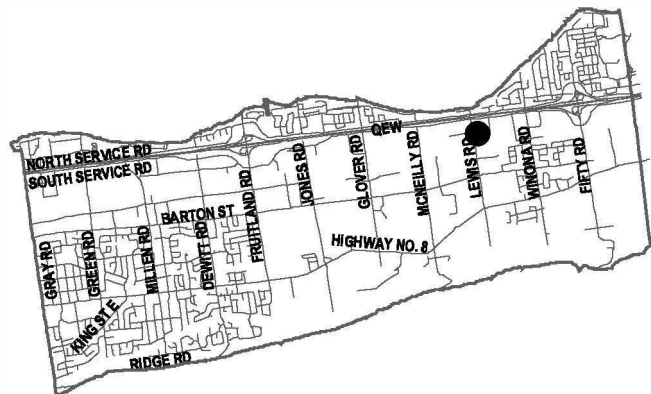 QEW
NORTH SERVICE RD
SOUTH SERVICE RD
BARTON ST
HIGHWAY NO. 8
GRAY RD
GREEN RD
MILLEN RD
DEWITT RD
FRUITLAND RD
JONES RD
GLOVER RD
MCNEILLY RD
LEWIS RD
WINONA RD
FIFTY RD
KING ST E
RIDGE RD